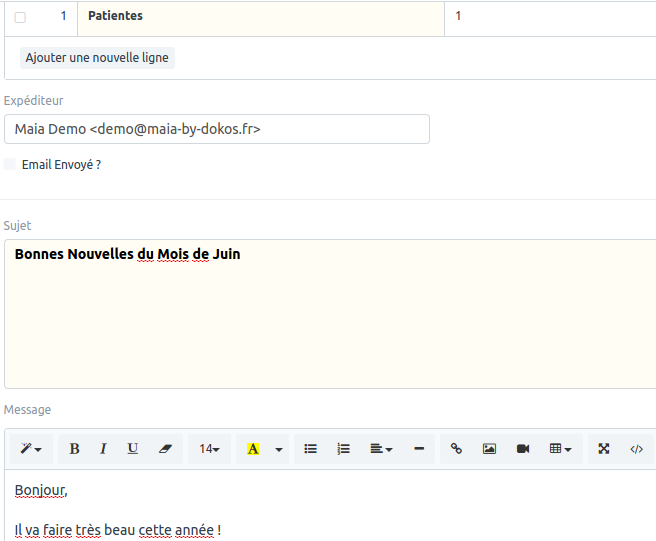 1 Patientes 1
Ajouter une nouvelle ligne
Expéditeur
Maia Demo <demo@maia-by-dokos.fr>
Email Envoyé ?
Sujet
Bonnes Nouvelles du Mois de Juin
Message
B I U 14 A </>
Bonjour,
Il va faire très beau cette année !